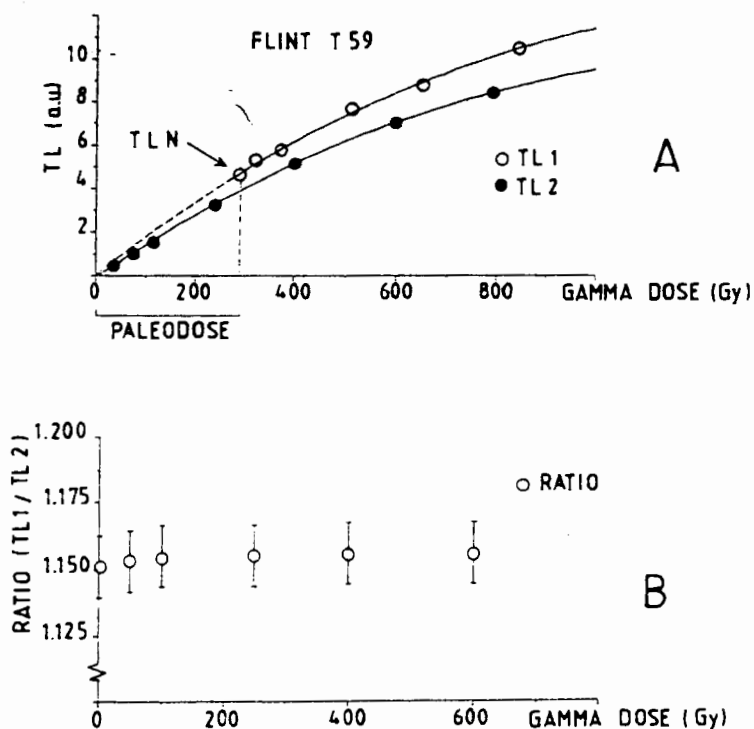 FLINT T59
TL (a.u)
10
8
6
4
2
TLN
TL 1
TL 2
A
0
200
400
600
800
GAMMA DOSE (Gy)
PALEODOSE
1.200
1.175
1.150
1.125
RATIO (TL1/TL2)
RATIO
B
0
200
400
600
GAMMA DOSE (Gy)